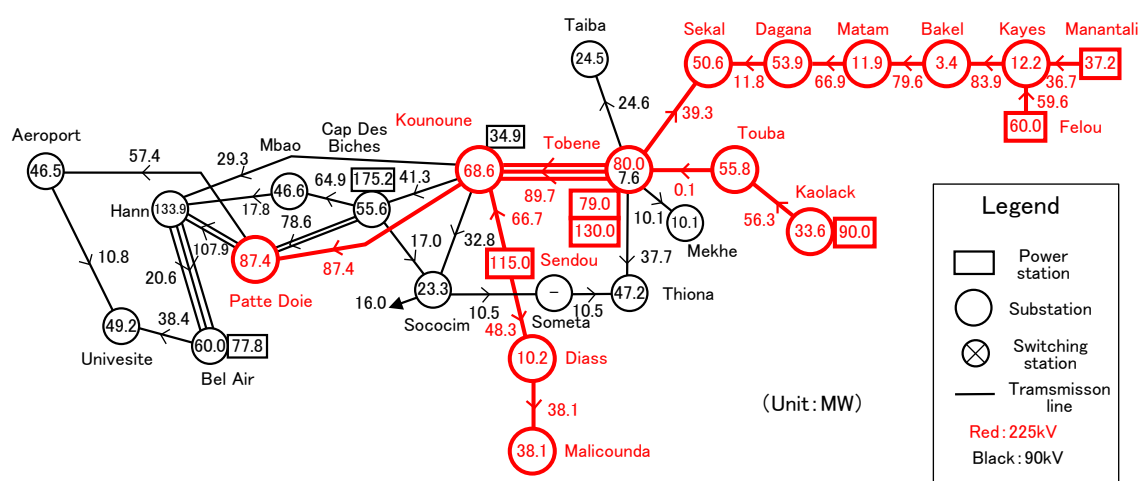 Taiba
24.5
24.6
Sekal
50.6
11.8
Dagana
53.9
66.9
Matam
11.9
79.6
Bakel
3.4
83.9
Kayes
12.2
36.7
Manantali
37.2
59.6
60.0
Felou
39.3
Aeroport
46.5
57.4
29.3
Mbao
46.6
64.9
Cap Des
Biches
175.2
55.6
41.3
Kounoune
34.9
68.6
Tobene
89.7
80.0
7.6
79.0
130.0
Touba
55.8
0.1
Kaolack
56.3
33.6
90.0
10.1
10.1
Mekhe
37.7
Hann
133.9
17.8
78.6
107.9
87.4
Patte Doie
87.4
17.0
32.8
66.7
115.0
Sendou
10.8
20.6
16.0
23.3
Sococim
10.5
–
Someta
10.5
47.2
Thiona
49.2
Univesite
38.4
60.0
77.8
Bel Air
48.3
10.2
Diass
38.1
38.1
Malicounda
(Unit:MW)
Legend
Power
station
Substation
Switching
station
Tramsmisson
line
Red:225kV
Black:90kV